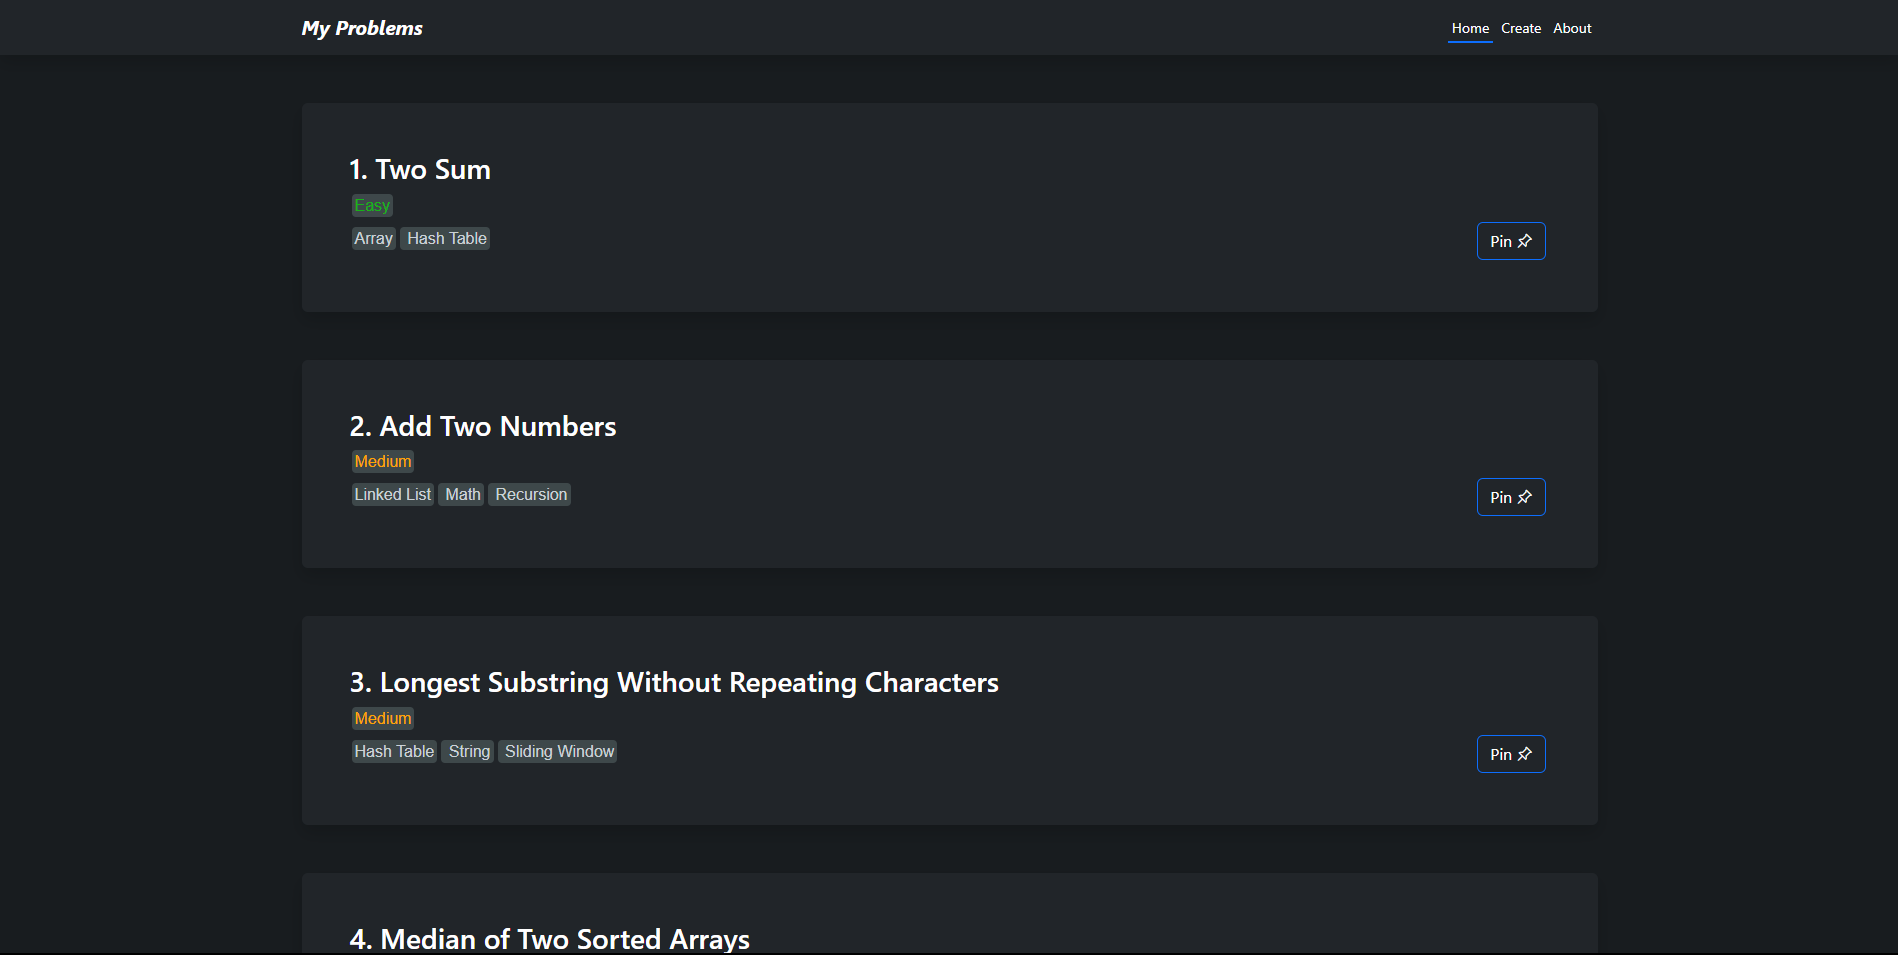 My Problems
Home Create About
1. Two Sum
Easy
Array Hash Table
Pin
2. Add Two Numbers
Medium
Linked List Math Recursion
Pin
3. Longest Substring Without Repeating Characters
Medium
Hash Table String Sliding Window
Pin
4. Median of Two Sorted Arrays